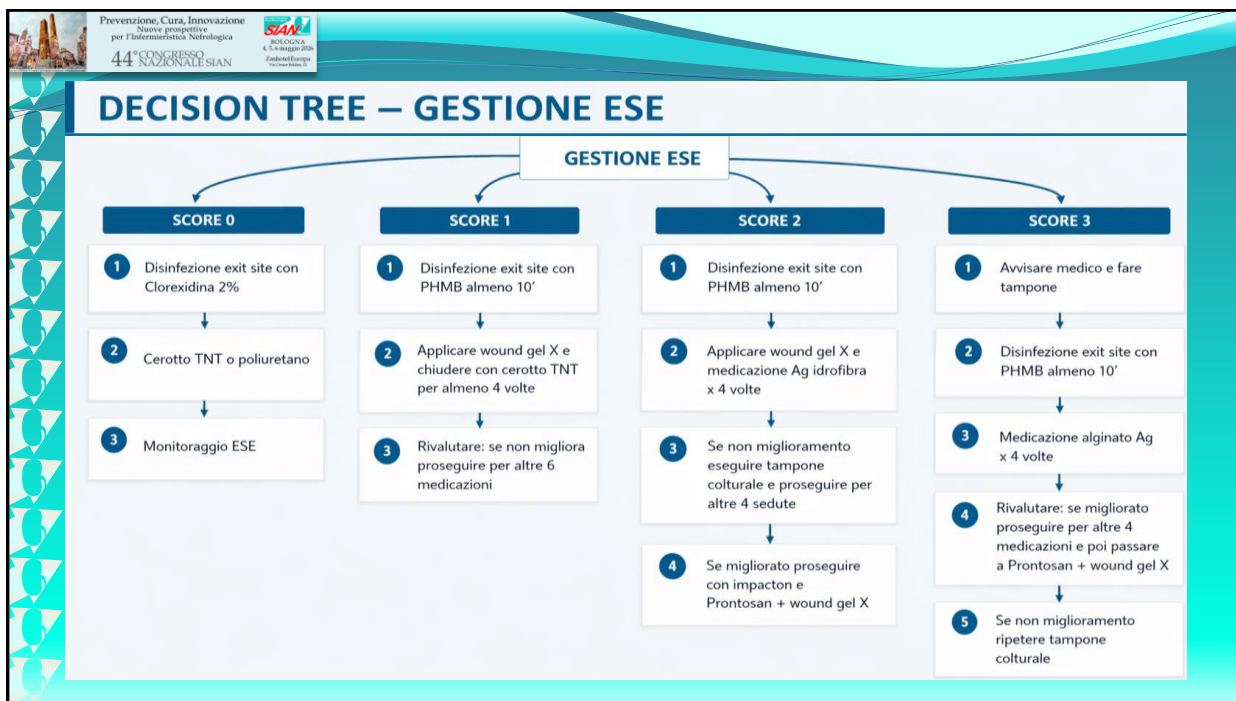 Prevenzione, Cura, Innovazione
Nuove prospettive
per l'Infermieristica Nefrologica
44° CONGRESSO
NAZIONALE SIAN
SIAN
BOLOGNA
4, 5, 6 maggio 2026
Zanhotel Europa
DECISION TREE – GESTIONE ESE
GESTIONE ESE
SCORE 0
1 Disinfezione exit site con
Clorexidina 2%
2 Cerotto TNT o poliuretano
3 Monitoraggio ESE
SCORE 1
1 Disinfezione exit site con
PHMB almeno 10'
2 Applicare wound gel X e
chiudere con cerotto TNT
per almeno 4 volte
3 Rivalutare: se non migliora
proseguire per altre 6
medicazioni
SCORE 2
1 Disinfezione exit site con
PHMB almeno 10'
2 Applicare wound gel X e
medicazione Ag idrofibra
x 4 volte
3 Se non miglioramento
eseguire tampone
colturale e proseguire per
altre 4 sedute
4 Se migliorato proseguire
con impacton e
Prontosan + wound gel X
SCORE 3
1 Avvisare medico e fare
tampone
2 Disinfezione exit site con
PHMB almeno 10'
3 Medicazione alginato Ag
x 4 volte
4 Rivalutare: se migliorato
proseguire per altre 4
medicazioni e poi passare
a Prontosan + wound gel X
5 Se non miglioramento
ripetere tampone
colturale